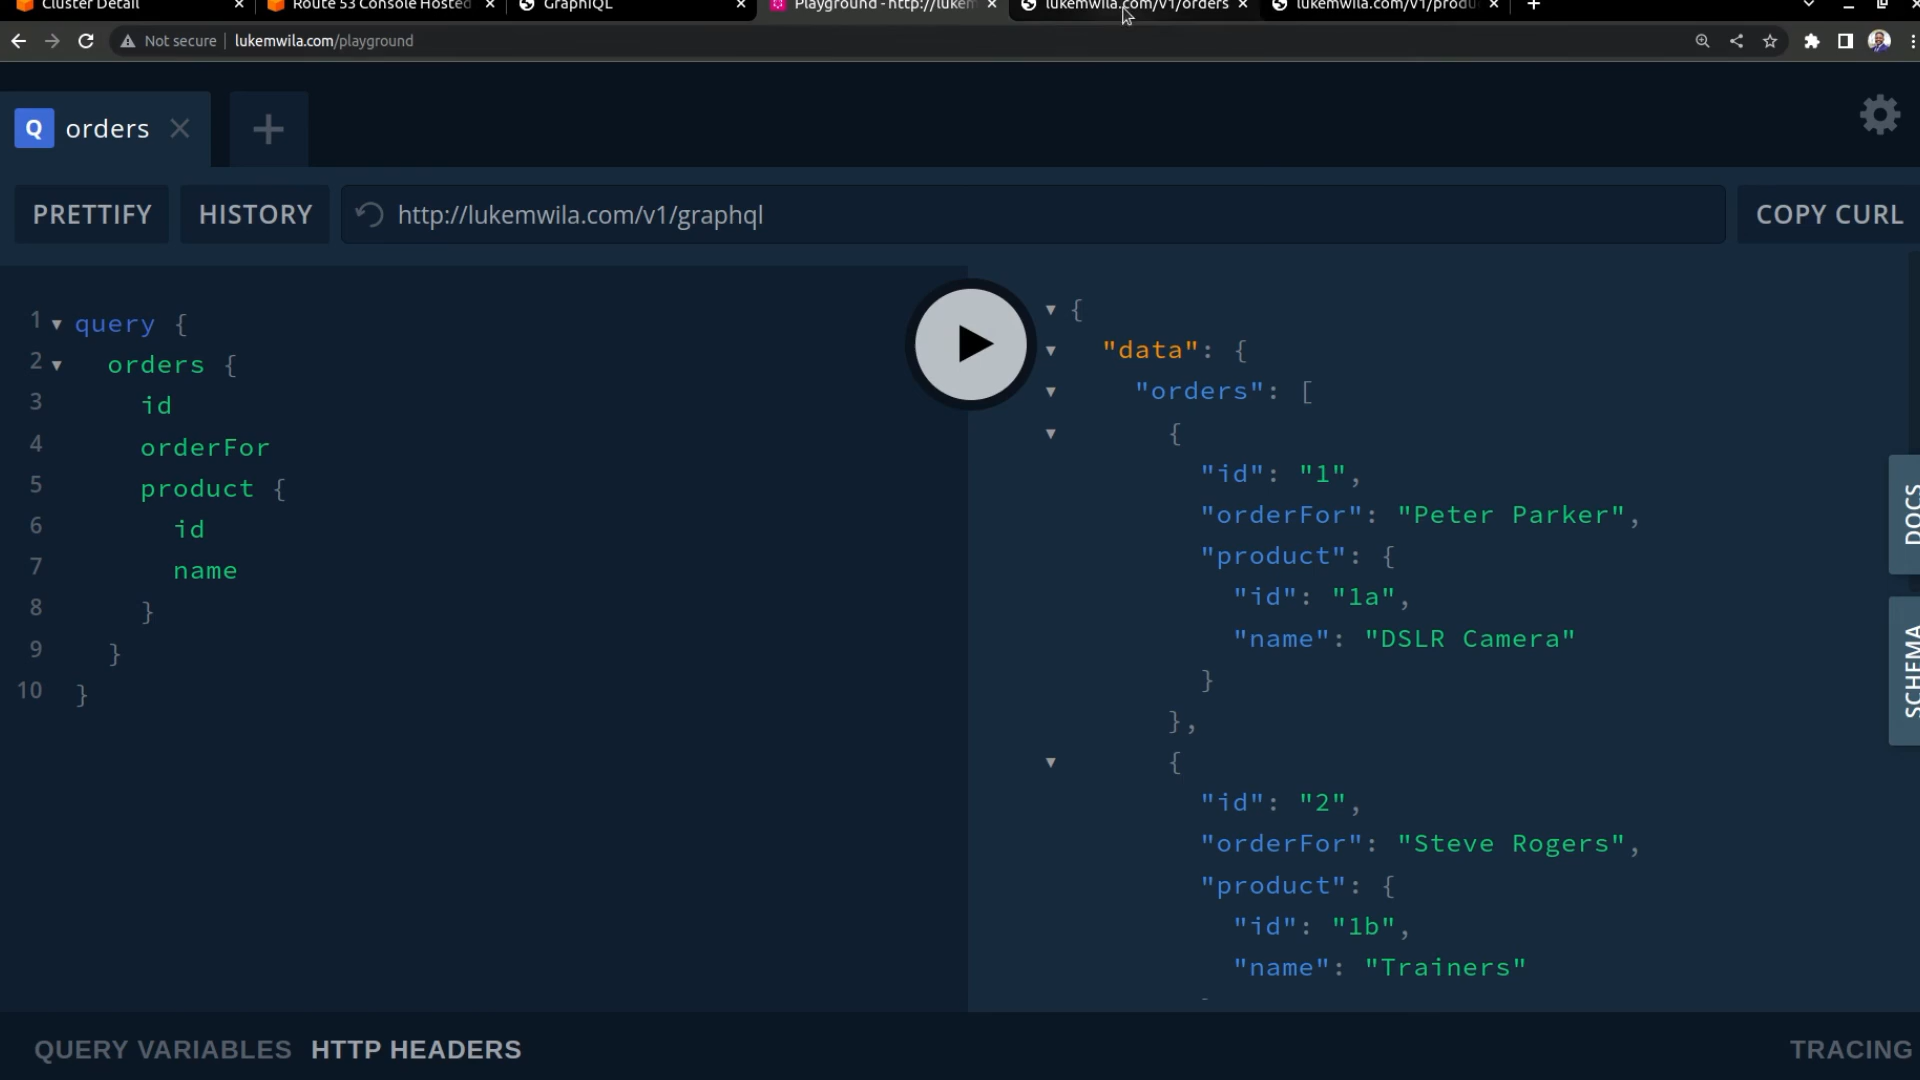 Cluster Detail
Route 53 Console Hosted
GraphiQL
Playground - http://lukem
lukemwila.com/v1/orders
lukemwila.com/v1/produ
Not secure lukemwila.com/playground
Q orders
PRETTIFY HISTORY http://lukemwila.com/v1/graphql COPY CURL
1 query {
2 orders {
3 id
4 orderFor
5 product {
6 id
7 name
8 }
9 }
10 }
{
"data": {
"orders": [
{
"id": "1",
"orderFor": "Peter Parker",
"product": {
"id": "1a",
"name": "DSLR Camera"
}
},
{
"id": "2",
"orderFor": "Steve Rogers",
"product": {
"id": "1b",
"name": "Trainers"
DOCS
SCHEMA
QUERY VARIABLES HTTP HEADERS TRACING